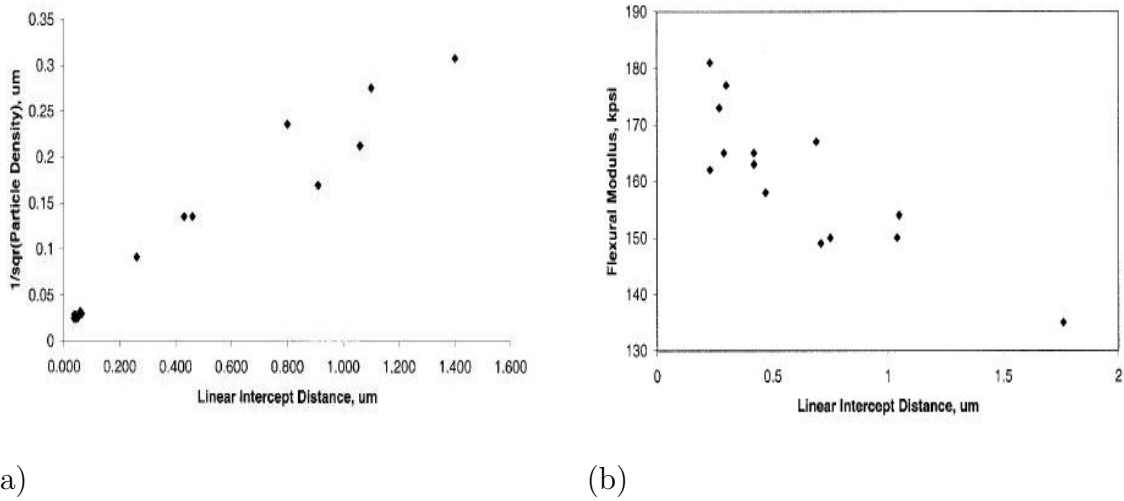 0.35
0.3
0.25
0.2
0.15
0.1
0.05
0
1/sqr(Particle Density), um
0.000 0.200 0.400 0.600 0.800 1.000 1.200 1.400 1.600
Linear Intercept Distance, um
190
180
170
160
150
140
130
Flexural Modulus, kpsi
0 0.5 1 1.5 2
Linear Intercept Distance, um
a) (b)